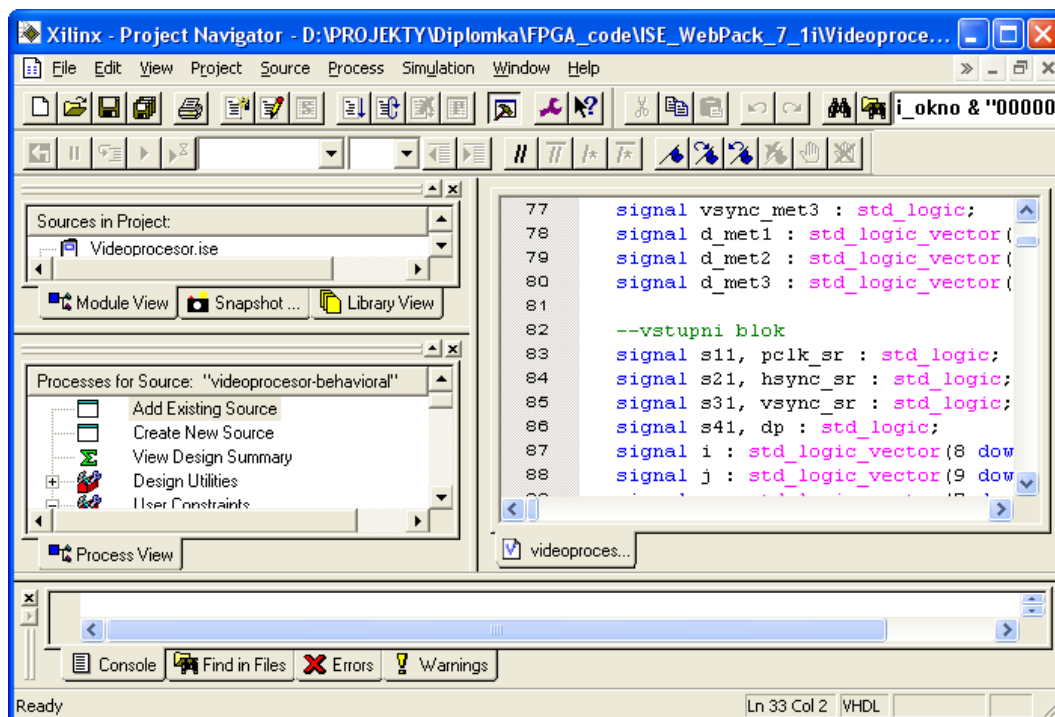 Xilinx - Project Navigator - D:\PROJEKTY\Diplomka\FPGA_code\ISE_WebPack_7_1i\Videoproce...
File Edit View Project Source Process Simulation Window Help
i_okno & "00000
Sources in Project:
Videoprocesor.ise
Module View Snapshot ... Library View
Processes for Source: "videoprocesor-behavioral"
Add Existing Source
Create New Source
View Design Summary
Design Utilities
User Constraints
Process View
77 signal vsync_met3 : std_logic;
78 signal d_met1 : std_logic_vector(
79 signal d_met2 : std_logic_vector(
80 signal d_met3 : std_logic_vector(
81
82 --vstupni blok
83 signal s11, pclk_sr : std_logic;
84 signal s21, hsync_sr : std_logic;
85 signal s31, vsync_sr : std_logic;
86 signal s41, dp : std_logic;
87 signal i : std_logic_vector(8 dow
88 signal j : std_logic_vector(9 dow
videoproces...
Console Find in Files Errors Warnings
Ready Ln 33 Col 2 VHDL